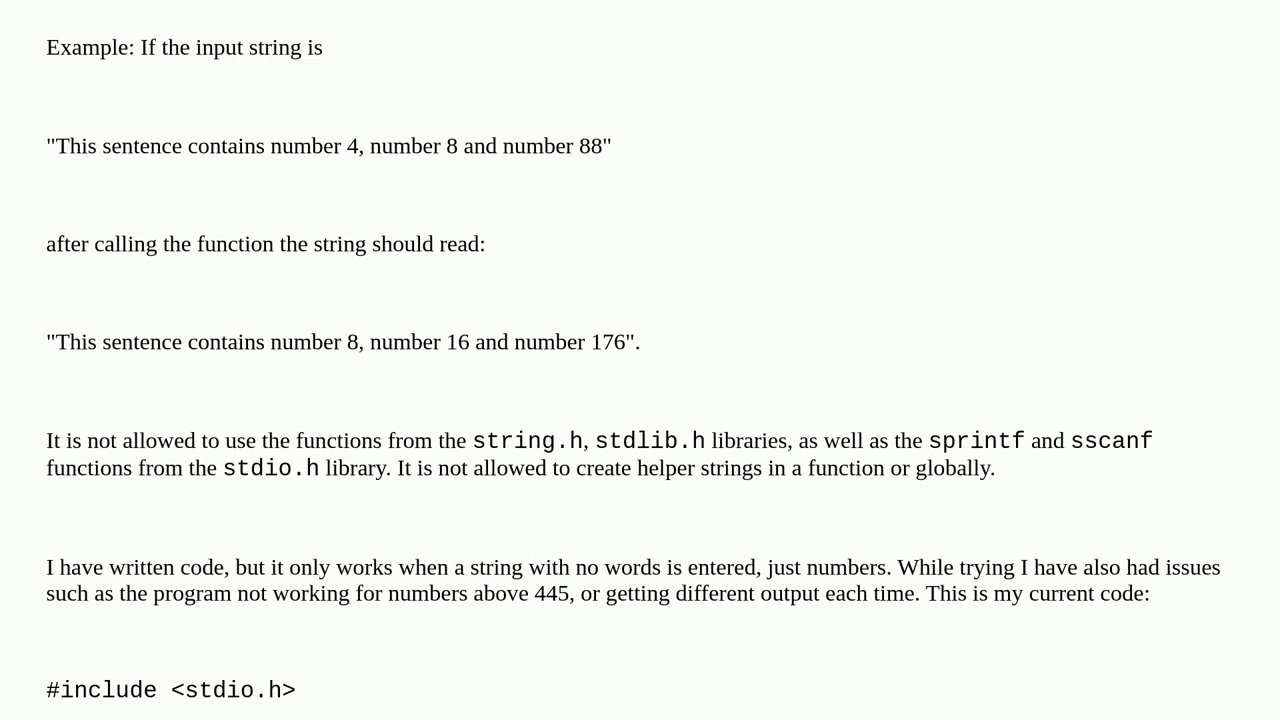 Example: If the input string is
"This sentence contains number 4, number 8 and number 88"
after calling the function the string should read:
"This sentence contains number 8, number 16 and number 176".
It is not allowed to use the functions from the string.h, stdlib.h libraries, as well as the sprintf and sscanf
functions from the stdio.h library. It is not allowed to create helper strings in a function or globally.
I have written code, but it only works when a string with no words is entered, just numbers. While trying I have also had issues
such as the program not working for numbers above 445, or getting different output each time. This is my current code:
#include <stdio.h>